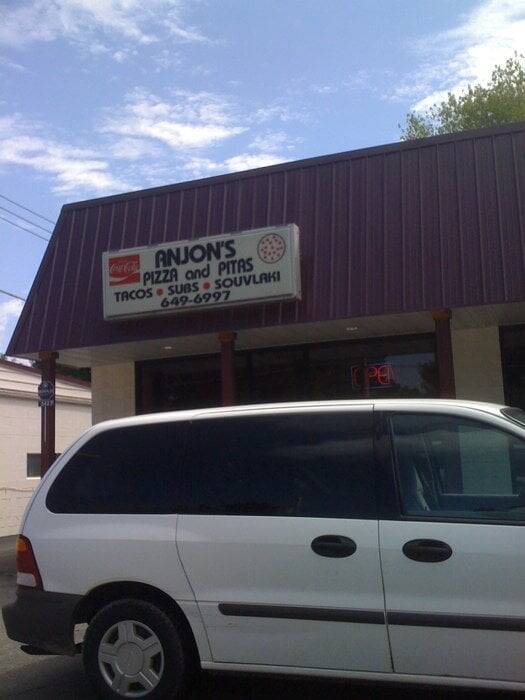 Coca-Cola
ANJON'S
PIZZA and PITAS
TACOS • SUBS • SOUVLAKI
649-6997
OPEN